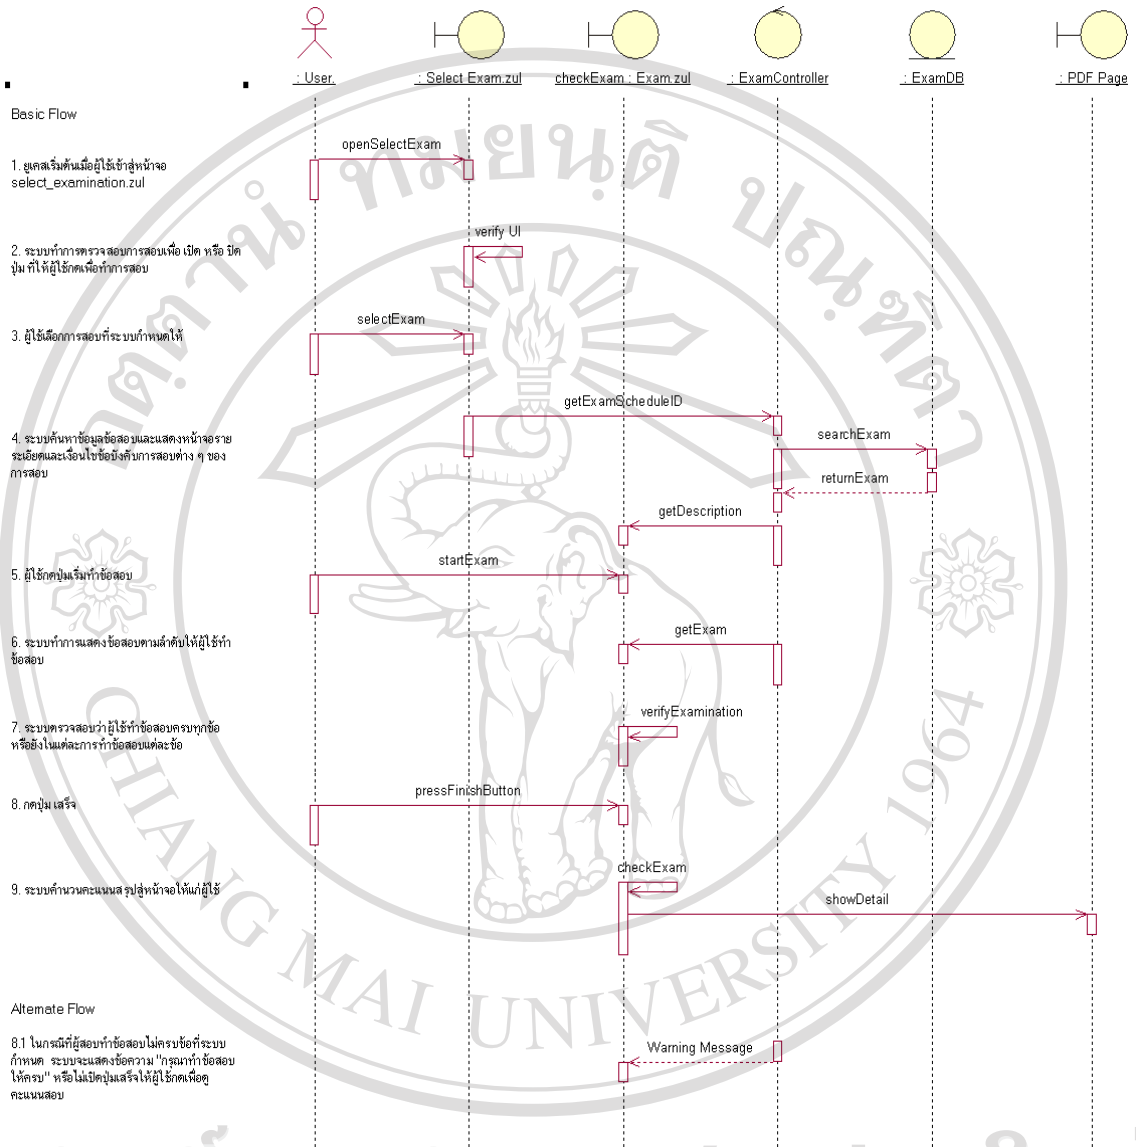 : User.
: Select Exam.zul
checkExam : Exam.zul
: ExamController
: ExamDB
: PDF Page
Basic Flow
openSelectExam
1. ยูเคสเริ่มต้นเมื่อผู้ใช้เข้าสู่หน้าจอ
select_examination.zul
verify UI
2. ระบบทำการตรวจสอบการสอบเพื่อ เปิด หรือ ปิด
ปุ่ม ที่ให้ผู้ใช้กดเพื่อทำการสอบ
selectExam
3. ผู้ใช้เลือกการสอบที่ระบบกำหนดให้
getExamScheduleID
searchExam
4. ระบบค้นหาข้อมูลข้อสอบและแสดงหน้าจอราย
ระเอียดและเงื่อนไขข้อบังคับการสอบต่าง ๆ ของ
การสอบ
returnExam
getDescription
startExam
5. ผู้ใช้กดปุ่มเริ่มทำข้อสอบ
getExam
6. ระบบทำการแสดงข้อสอบตามลำดับให้ผู้ใช้ทำ
ข้อสอบ
verifyExamination
7. ระบบตรวจสอบว่าผู้ใช้ทำข้อสอบครบทุกข้อ
หรือยังในแต่ละการทำข้อสอบแต่ละข้อ
pressFinishButton
8. กดปุ่ม เสร็จ
checkExam
9. ระบบคำนวนคะแนนสรุปสู่หน้าจอให้แก่ผู้ใช้
showDetail
Alternate Flow
8.1 ในกรณีที่ผู้สอบทำข้อสอบไม่ครบข้อที่ระบบ
กำหนด ระบบจะแสดงข้อความ "กรุณาทำข้อสอบ
ให้ครบ" หรือไม่เปิดปุ่มเสร็จให้ผู้ใช้กดเพื่อดู
คะแนนสอบ
Warning Message
CHIANG MAI UNIVERSITY 1964